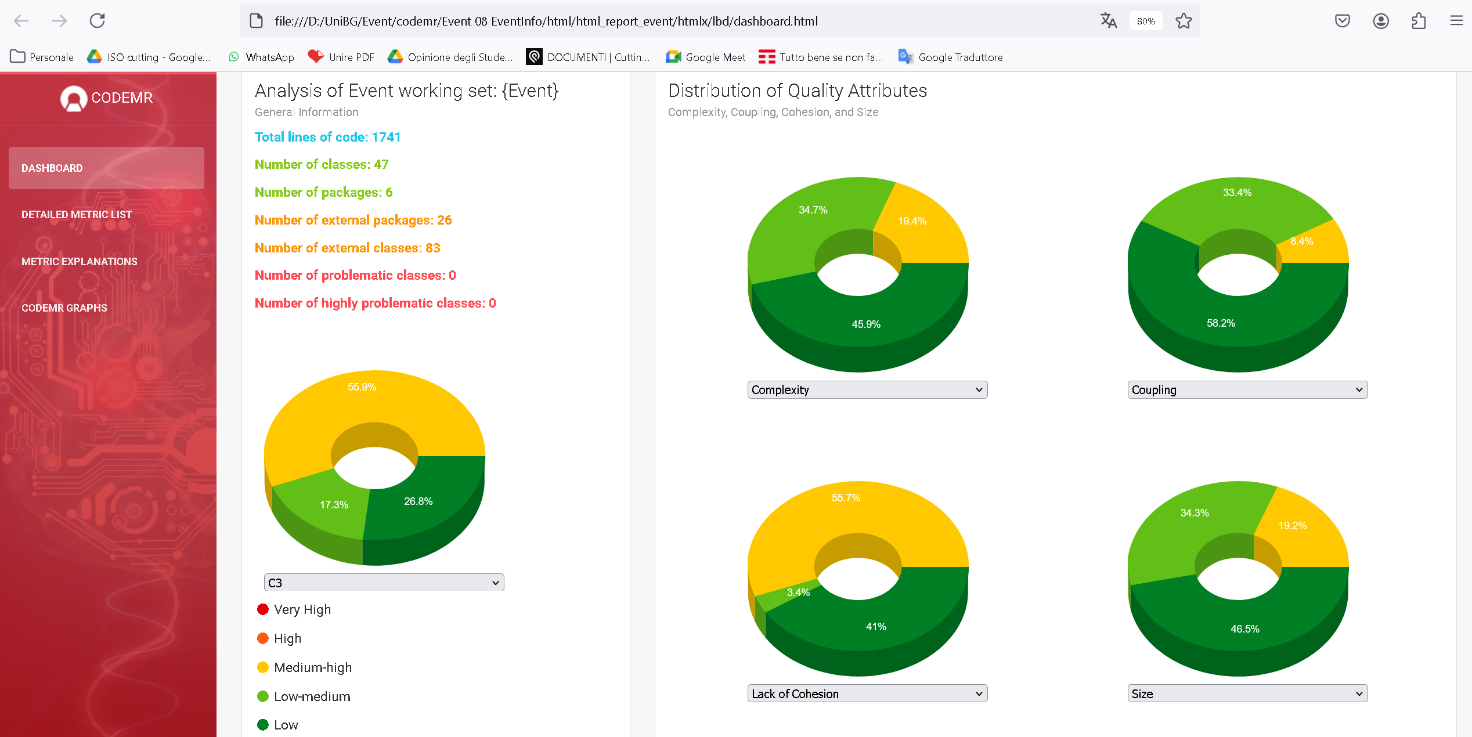 file:///D:/UniBG/Event/codemr/Event 08 EventInfo/html/html_report_event/htmlx/lbd/dashboard.html
80%
Personale
ISO cutting - Google...
WhatsApp
Unire PDF
Opinione degli Stude...
DOCUMENTI | Cuttin...
Google Meet
Tutto bene se non fa...
Google Traduttore
CODEMR
DASHBOARD
DETAILED METRIC LIST
METRIC EXPLANATIONS
CODEMR GRAPHS
Analysis of Event working set: {Event}
General Information
Total lines of code: 1741
Number of classes: 47
Number of packages: 6
Number of external packages: 26
Number of external classes: 83
Number of problematic classes: 0
Number of highly problematic classes: 0
55.9%
17.3%
26.8%
C3
Very High
High
Medium-high
Low-medium
Low
Distribution of Quality Attributes
Complexity, Coupling, Cohesion, and Size
34.7%
19.4%
45.9%
Complexity
33.4%
8.4%
58.2%
Coupling
55.7%
3.4%
41%
Lack of Cohesion
34.3%
19.2%
46.5%
Size